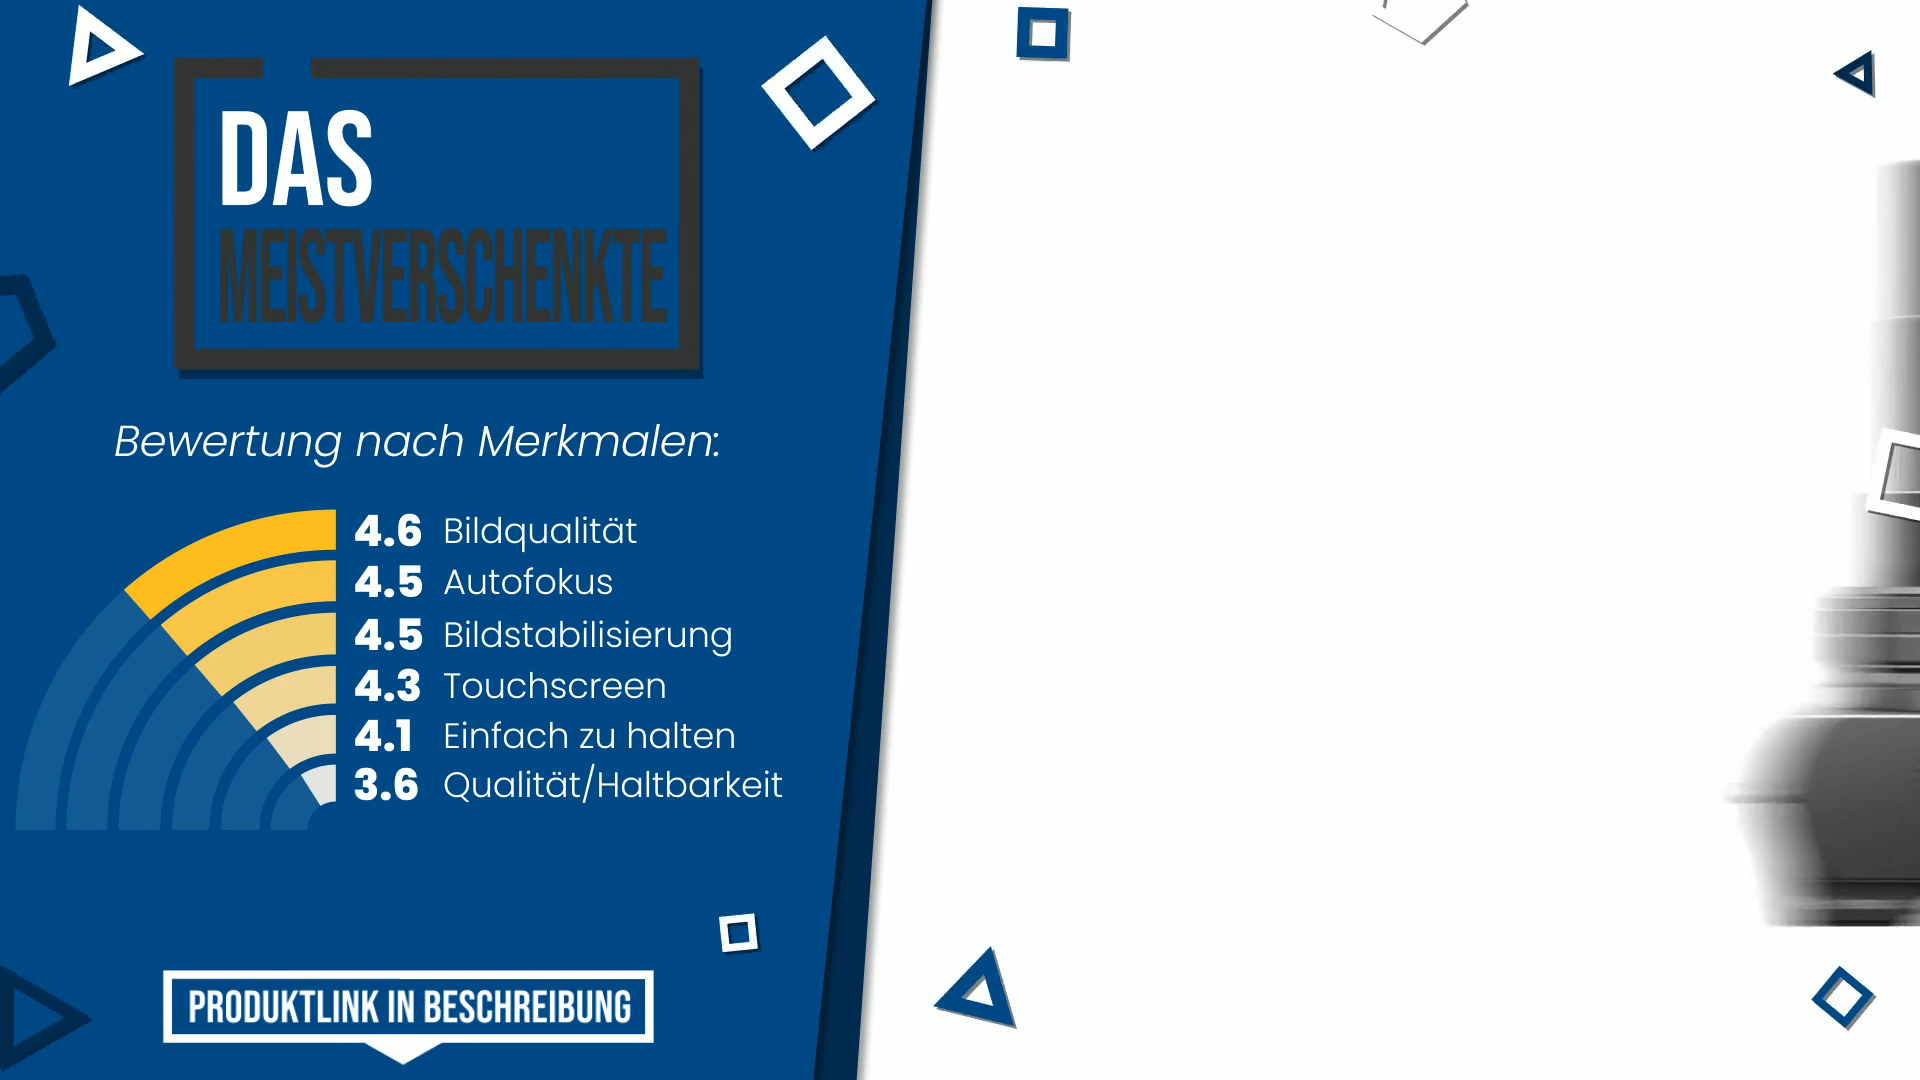 DAS
MEISTVERSCHENKTE
Bewertung nach Merkmalen:
4.6 Bildqualität
4.5 Autofokus
4.5 Bildstabilisierung
4.3 Touchscreen
4.1 Einfach zu halten
3.6 Qualität/Haltbarkeit
PRODUKTLINK IN BESCHREIBUNG